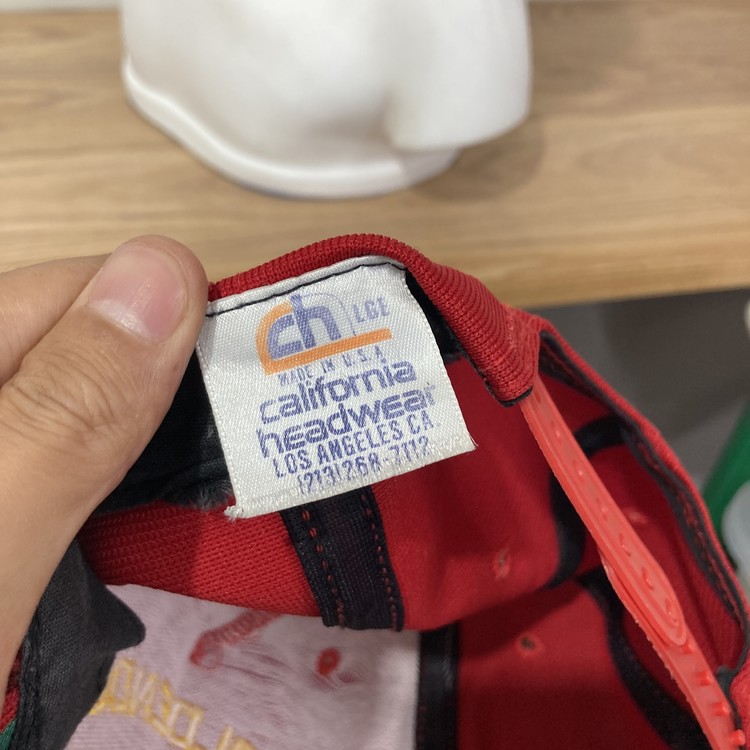 ch LGE
MADE IN U.S.A
california
headwear
LOS ANGELES CA.
(213) 268-7112